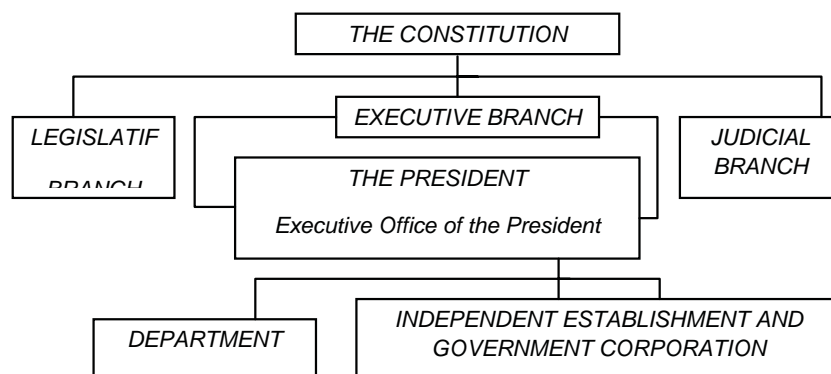 THE CONSTITUTION
LEGISLATIF
BRANCH
EXECUTIVE BRANCH
JUDICIAL
BRANCH
THE PRESIDENT
Executive Office of the President
DEPARTMENT
INDEPENDENT ESTABLISHMENT AND
GOVERNMENT CORPORATION